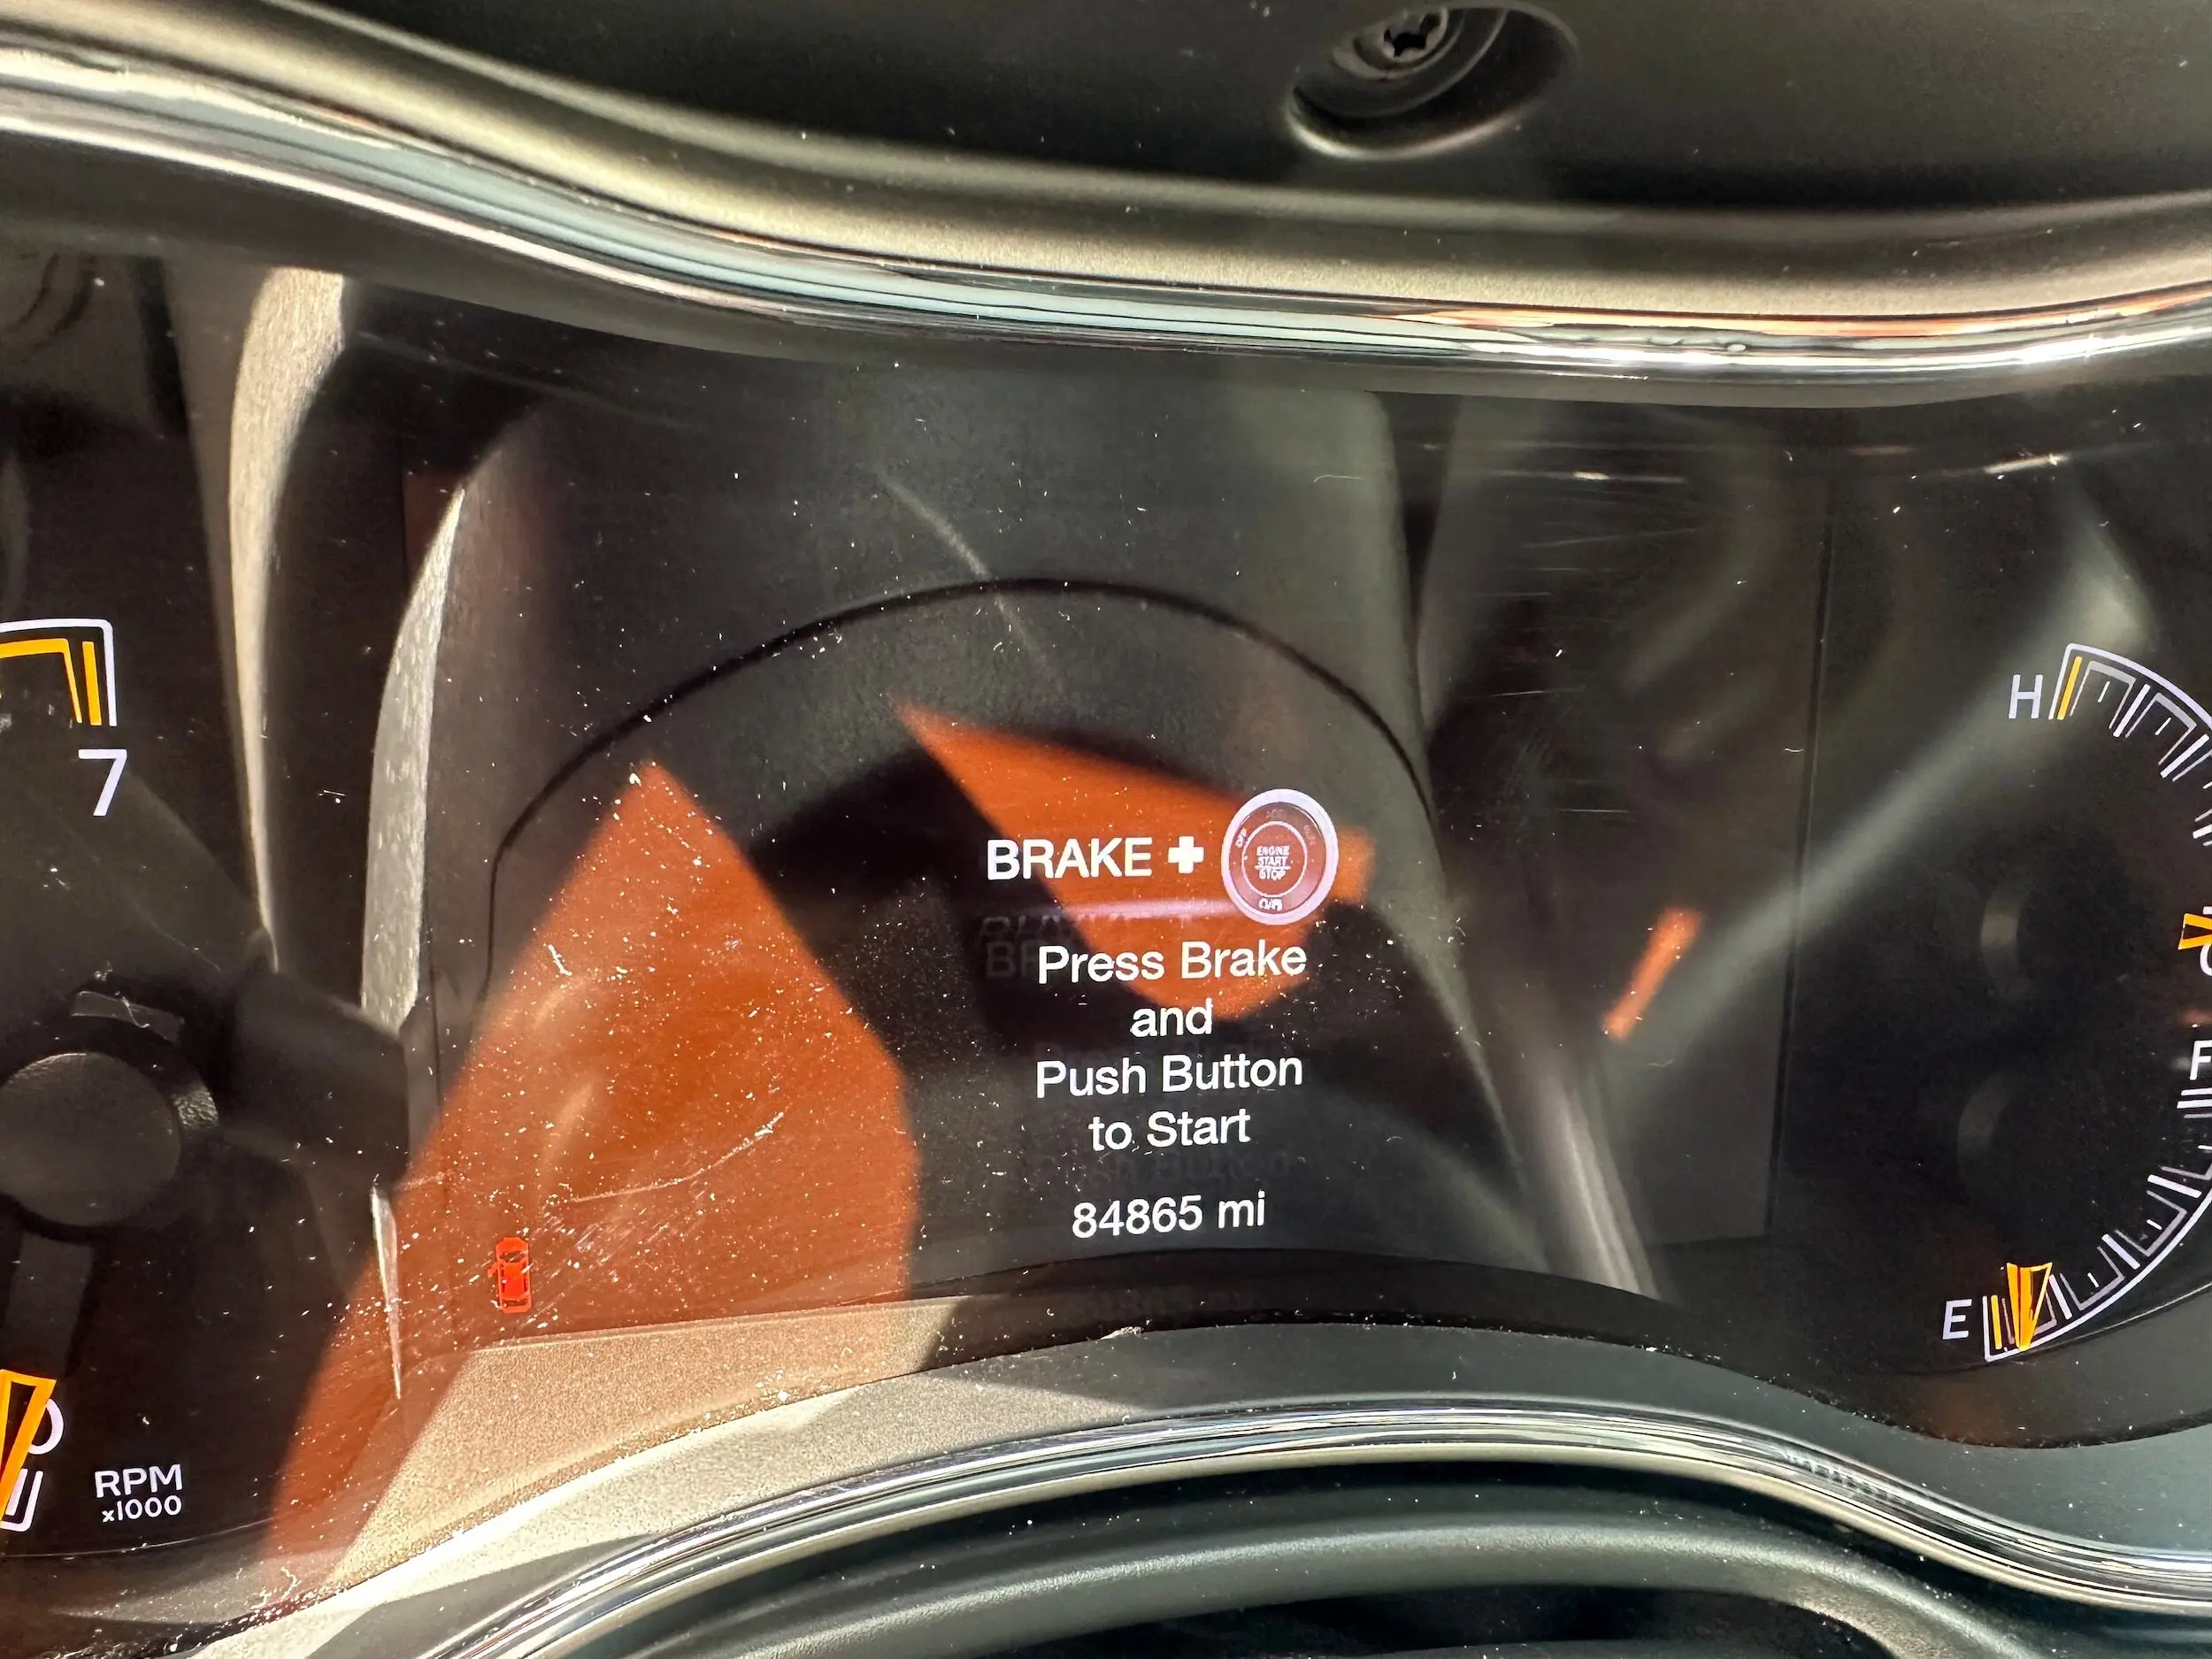 7
H
BRAKE +
ENGINE
START
STOP
Press Brake
and
Push Button
to Start
84865 mi
F
E
RPM
x1000